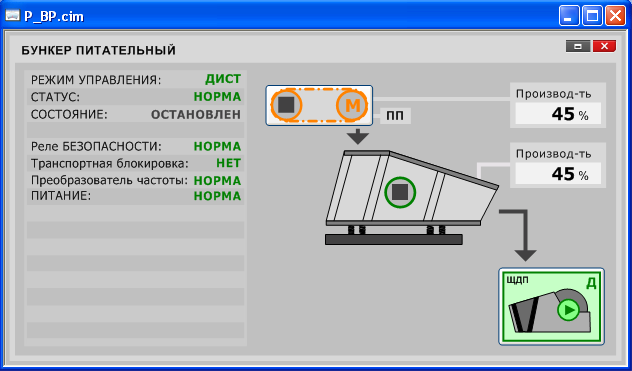 P_BP.cim
БУНКЕР ПИТАТЕЛЬНЫЙ
РЕЖИМ УПРАВЛЕНИЯ: ДИСТ
СТАТУС: НОРМА
СОСТОЯНИЕ: ОСТАНОВЛЕН
Реле БЕЗОПАСНОСТИ: НОРМА
Транспортная блокировка: НЕТ
Преобразователь частоты: НОРМА
ПИТАНИЕ: НОРМА
М
ПП
Производ-ть
45 %
Производ-ть
45 %
ЩДП Д